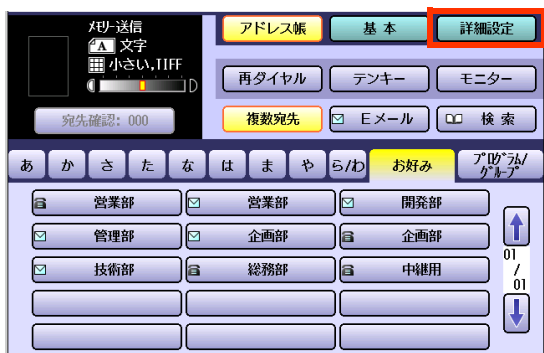 ﾒﾓﾘｰ送信
A 文字
小さい,TIFF
D
宛先確認: 000
アドレス帳 基本 詳細設定
再ダイヤル テンキー モニター
複数宛先 Eメール 検索
あ か さ た な は ま や ら/わ お好み ﾌﾟﾛｸﾞﾗﾑ/
ｸﾞﾙｰﾌﾟ
営業部 営業部 開発部
管理部 企画部 企画部
技術部 総務部 中継用
01
/
01